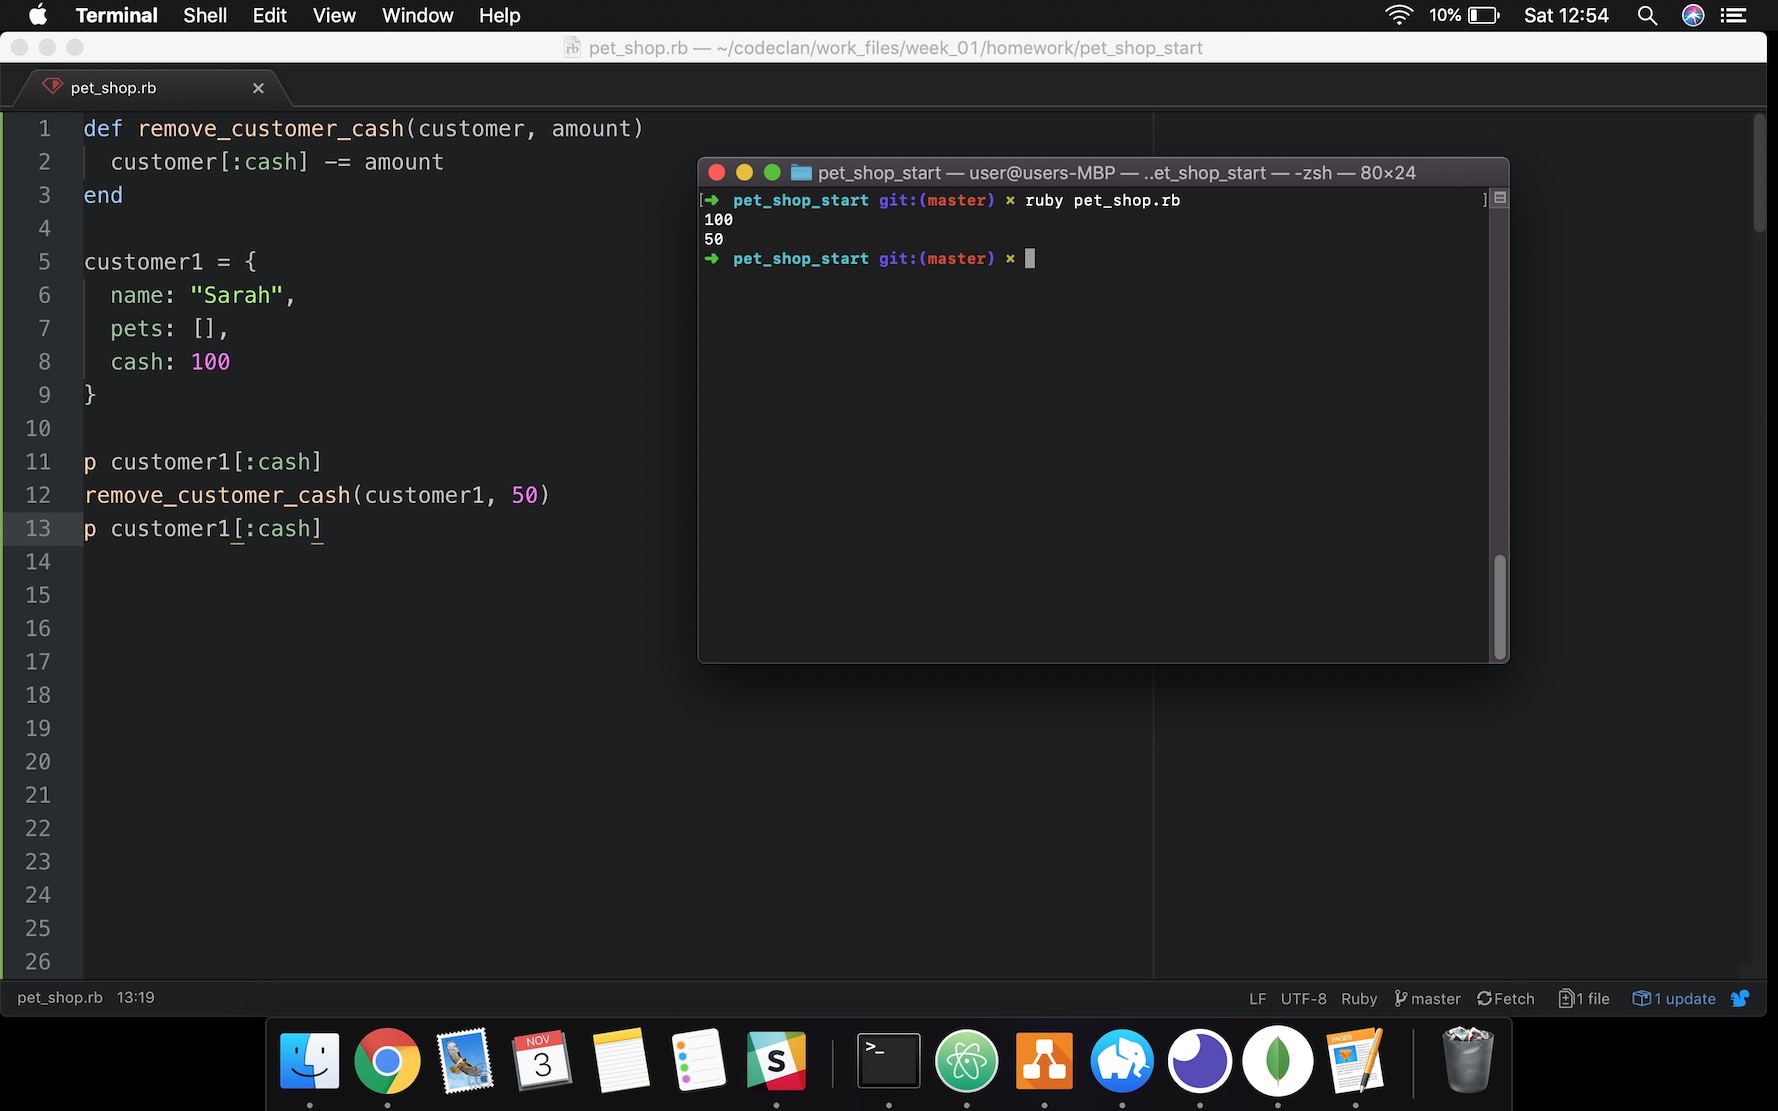 Terminal Shell Edit View Window Help 10% Sat 12:54
rb pet_shop.rb — ~/codeclan/work_files/week_01/homework/pet_shop_start
pet_shop.rb ×
1 def remove_customer_cash(customer, amount)
2 customer[:cash] -= amount
3 end
4
5 customer1 = {
6 name: "Sarah",
7 pets: [],
8 cash: 100
9 }
10
11 p customer1[:cash]
12 remove_customer_cash(customer1, 50)
13 p customer1[:cash]
14
15
16
17
18
19
20
21
22
23
24
25
26
pet_shop_start — user@users-MBP — ..et_shop_start — -zsh — 80×24
[➜ pet_shop_start git:(master) × ruby pet_shop.rb ]
100
50
➜ pet_shop_start git:(master) ×
pet_shop.rb 13:19 LF UTF-8 Ruby master Fetch 1 file 1 update
NOV
3
S
>_
PAGES